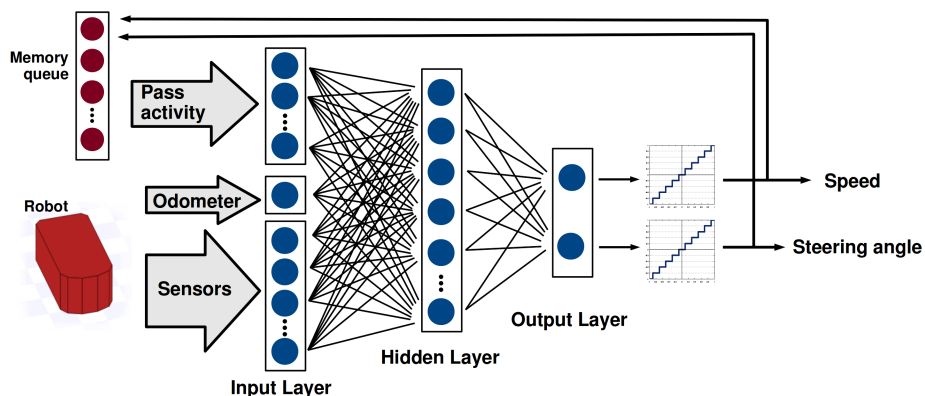 Memory
queue
Pass
activity
Robot
Odometer
Sensors
Input Layer
Hidden Layer
Output Layer
Speed
Steering angle